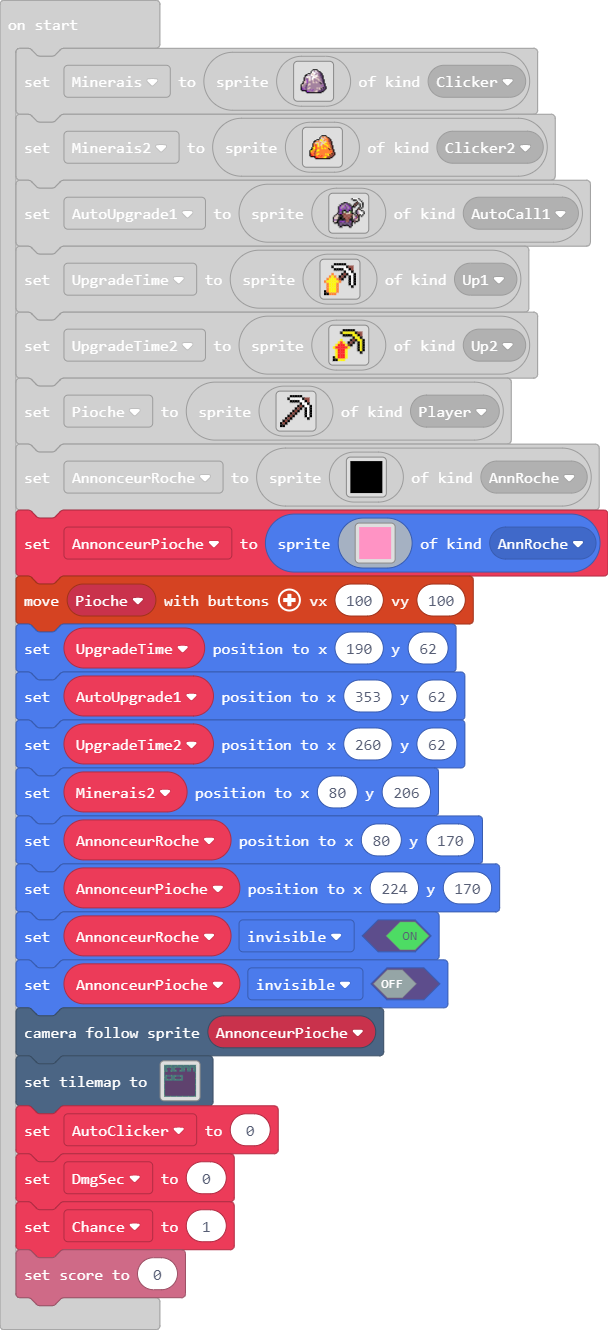 on start
set Minerais to sprite of kind Clicker
set Minerais2 to sprite of kind Clicker2
set AutoUpgrade1 to sprite of kind AutoCall1
set UpgradeTime to sprite of kind Up1
set UpgradeTime2 to sprite of kind Up2
set Pioche to sprite of kind Player
set AnnonceurRoche to sprite of kind AnnRoche
set AnnonceurPioche to sprite of kind AnnRoche
move Pioche with buttons vx 100 vy 100
set UpgradeTime position to x 190 y 62
set AutoUpgrade1 position to x 353 y 62
set UpgradeTime2 position to x 260 y 62
set Minerais2 position to x 80 y 206
set AnnonceurRoche position to x 80 y 170
set AnnonceurPioche position to x 224 y 170
set AnnonceurRoche invisible ON
set AnnonceurPioche invisible OFF
camera follow sprite AnnonceurPioche
set tilemap to
set AutoClicker to 0
set DmgSec to 0
set Chance to 1
set score to 0